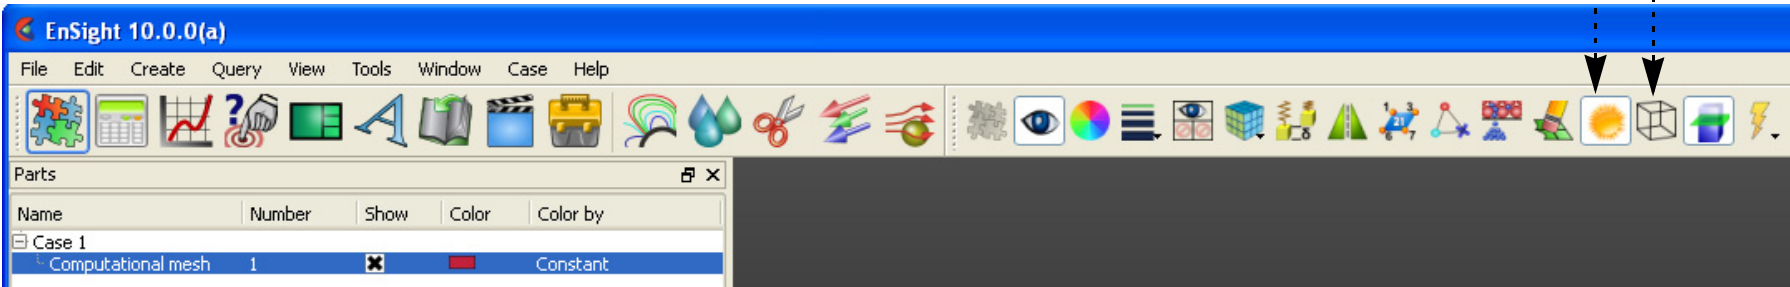 EnSight 10.0.0(a)
File Edit Create Query View Tools Window Case Help
Parts
Name Number Show Color Color by
Case 1
Computational mesh 1 Constant